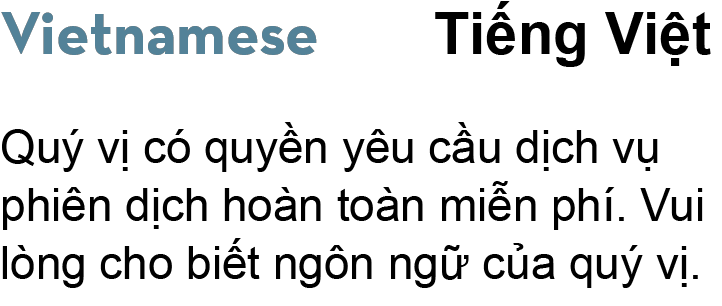 Vietnamese Tiếng Việt
Quý vị có quyền yêu cầu dịch vụ
phiên dịch hoàn toàn miễn phí. Vui
lòng cho biết ngôn ngữ của quý vị.